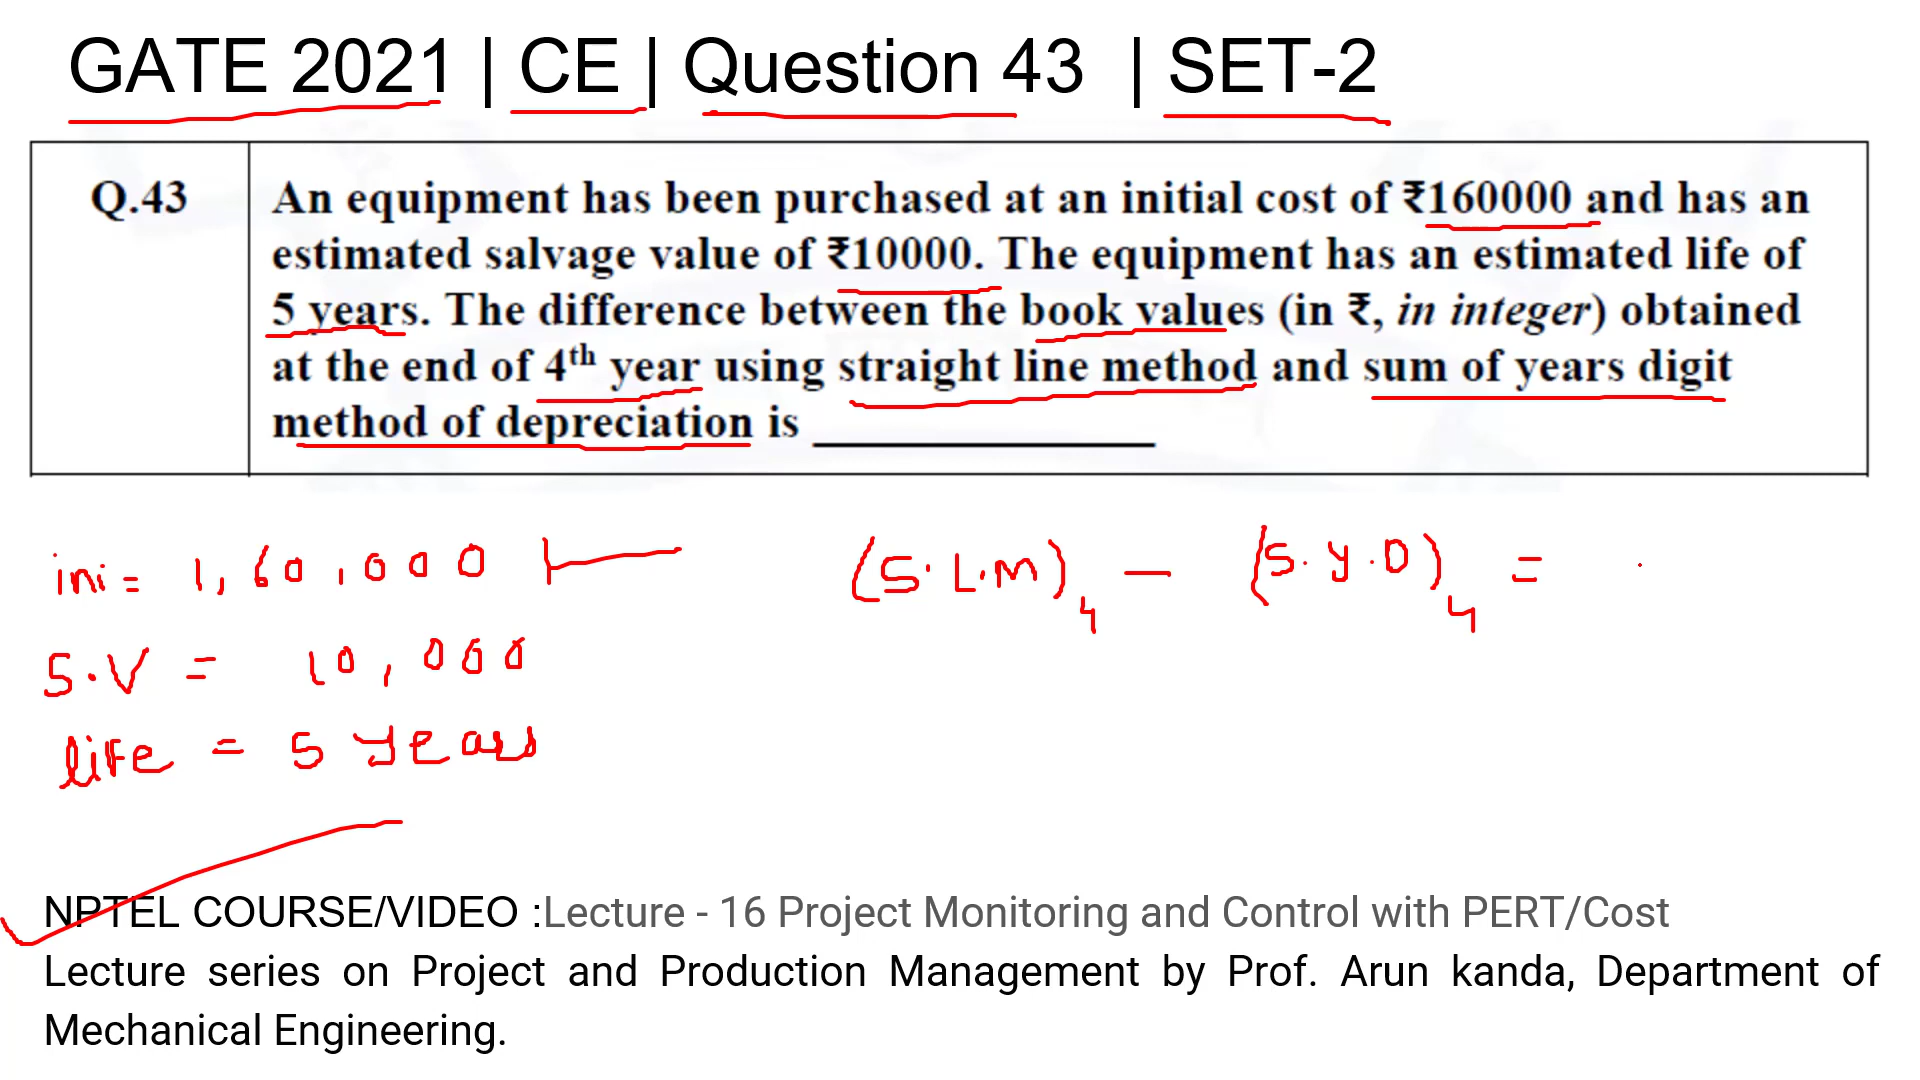 GATE 2021 | CE | Question 43 | SET-2
Q.43
An equipment has been purchased at an initial cost of ₹160000 and has an
estimated salvage value of ₹10000. The equipment has an estimated life of
5 years. The difference between the book values (in ₹, in integer) obtained
at the end of 4th year using straight line method and sum of years digit
method of depreciation is ____________
ini = 1,60,000
(S.L.M)4 — (S.Y.D)4 =
S.V = 10,000
life = 5 years
NPTEL COURSE/VIDEO :Lecture - 16 Project Monitoring and Control with PERT/Cost
Lecture series on Project and Production Management by Prof. Arun kanda, Department of
Mechanical Engineering.